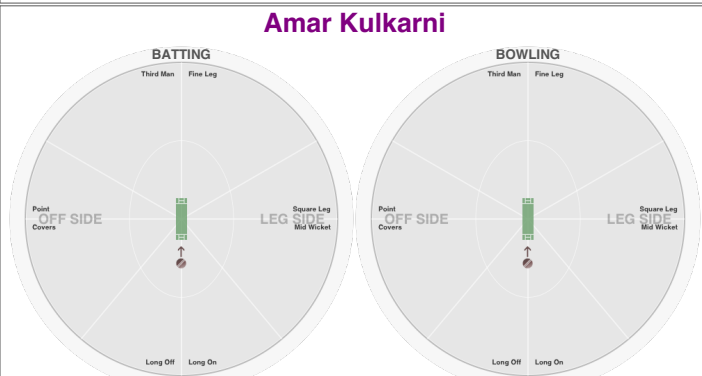 Amar Kulkarni
BATTING
Third Man Fine Leg
Point
OFF SIDE
Covers
Square Leg
LEG SIDE
Mid Wicket
Long Off Long On
BOWLING
Third Man Fine Leg
Point
OFF SIDE
Covers
Square Leg
LEG SIDE
Mid Wicket
Long Off Long On